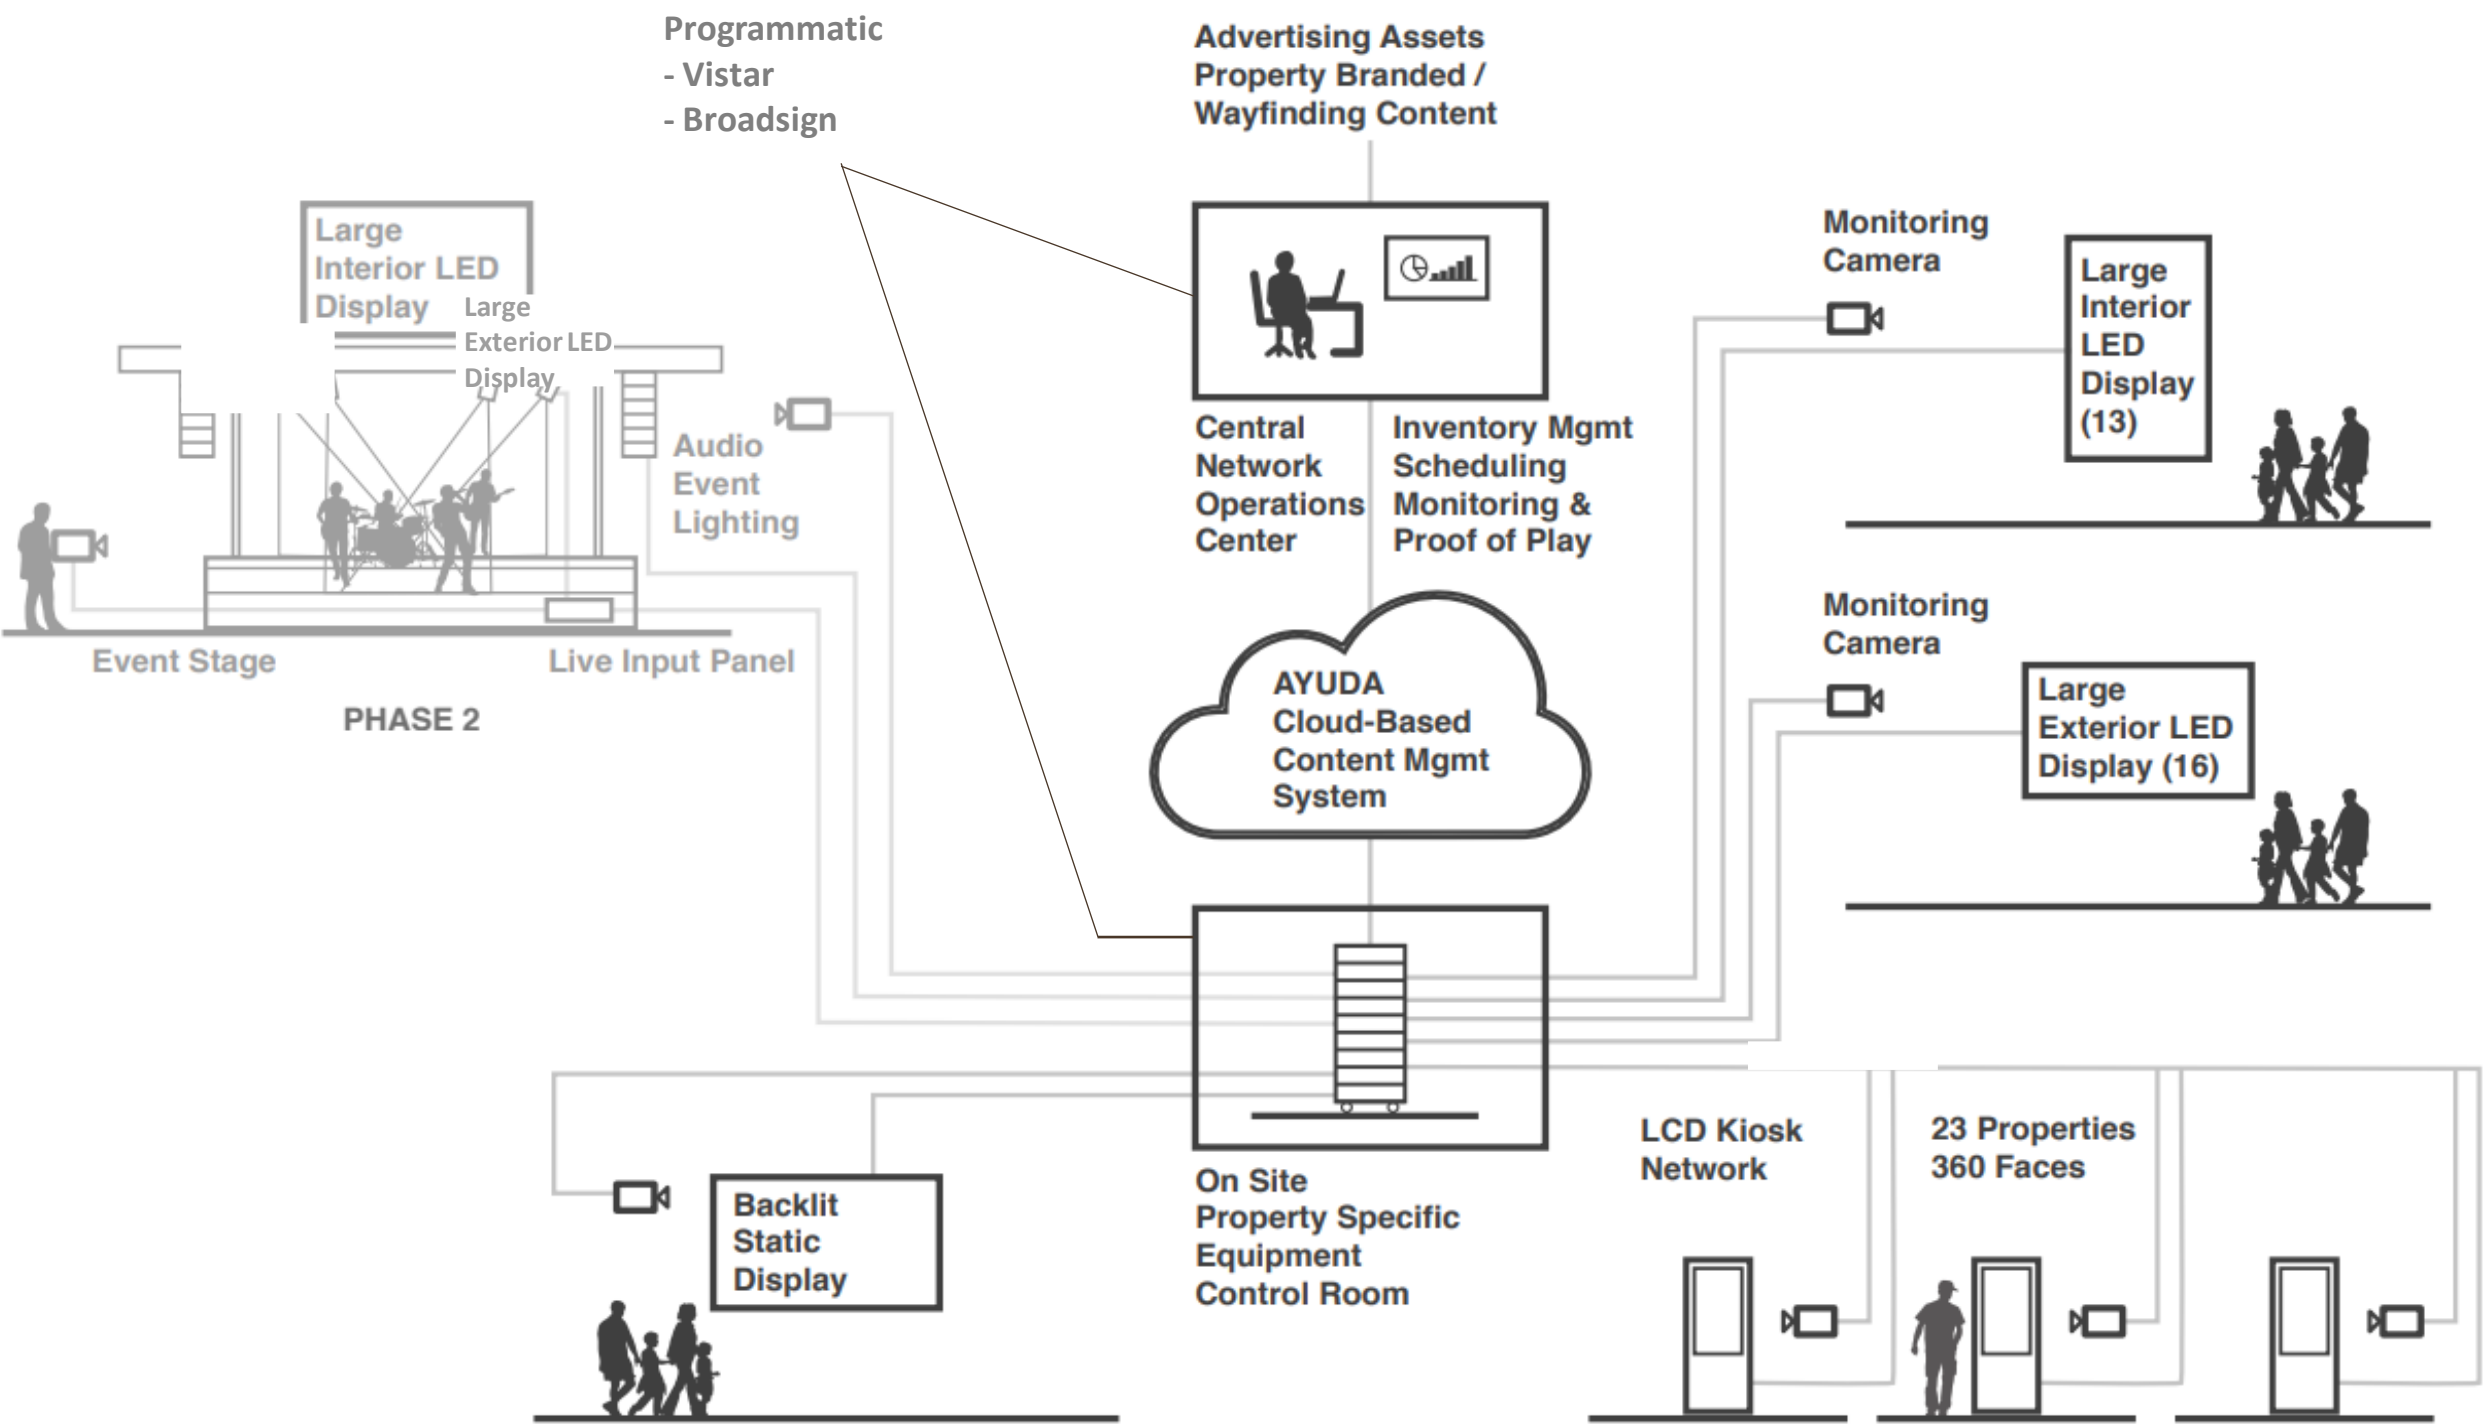 Programmatic
- Vistar
- Broadsign
Advertising Assets
Property Branded /
Wayfinding Content
Large
Interior LED
Display
Large
Exterior LED
Display
Audio
Event
Lighting
Event Stage
Live Input Panel
PHASE 2
Central
Network
Operations
Center
Inventory Mgmt
Scheduling
Monitoring &
Proof of Play
AYUDA
Cloud-Based
Content Mgmt
System
Monitoring
Camera
Large
Interior
LED
Display
(13)
Monitoring
Camera
Large
Exterior LED
Display (16)
On Site
Property Specific
Equipment
Control Room
Backlit
Static
Display
LCD Kiosk
Network
23 Properties
360 Faces